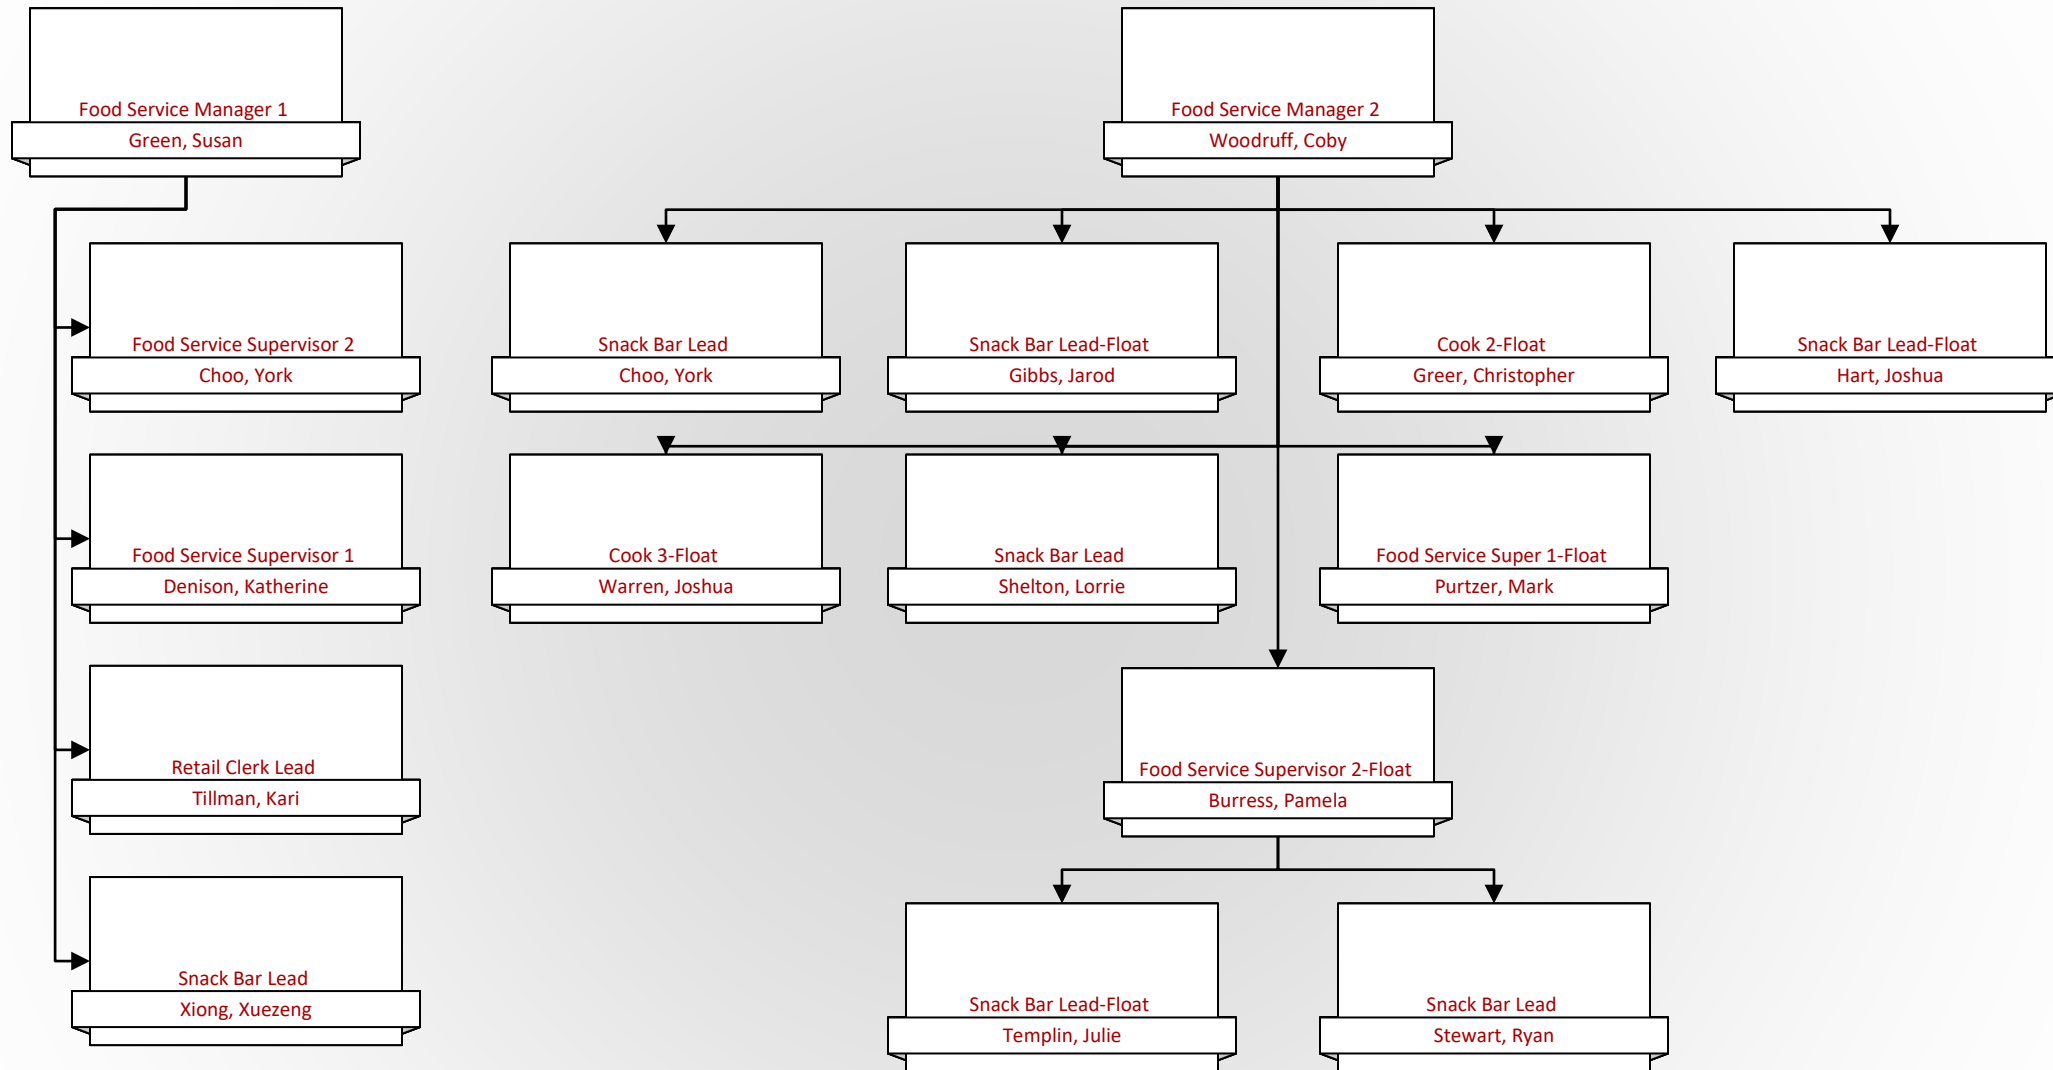 Food Service Manager 1
Green, Susan
Food Service Manager 2
Woodruff, Coby
Food Service Supervisor 2
Choo, York
Snack Bar Lead
Choo, York
Snack Bar Lead-Float
Gibbs, Jarod
Cook 2-Float
Greer, Christopher
Snack Bar Lead-Float
Hart, Joshua
Food Service Supervisor 1
Denison, Katherine
Cook 3-Float
Warren, Joshua
Snack Bar Lead
Shelton, Lorrie
Food Service Super 1-Float
Purtzer, Mark
Retail Clerk Lead
Tillman, Kari
Food Service Supervisor 2-Float
Burress, Pamela
Snack Bar Lead
Xiong, Xuezeng
Snack Bar Lead-Float
Templin, Julie
Snack Bar Lead
Stewart, Ryan